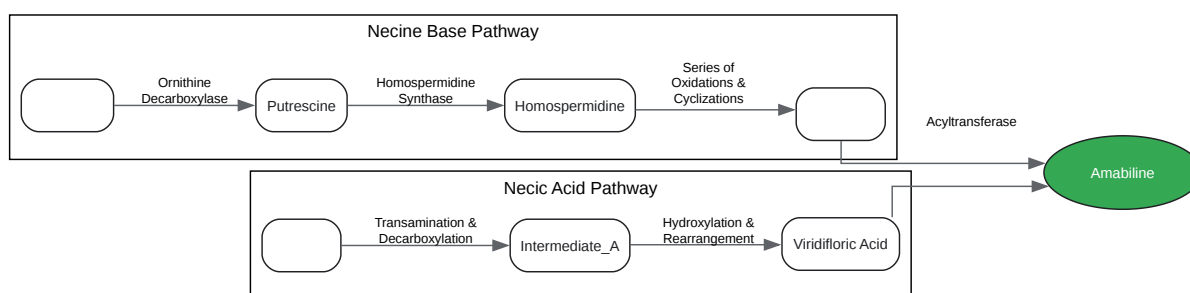 Necine Base Pathway
Ornithine
Decarboxylase
Putrescine
Homospermidine
Synthase
Homospermidine
Series of
Oxidations &
Cyclizations
Acyltransferase
Amabiline
Necic Acid Pathway
Transamination &
Decarboxylation
Intermediate_A
Hydroxylation &
Rearrangement
Viridifloric Acid